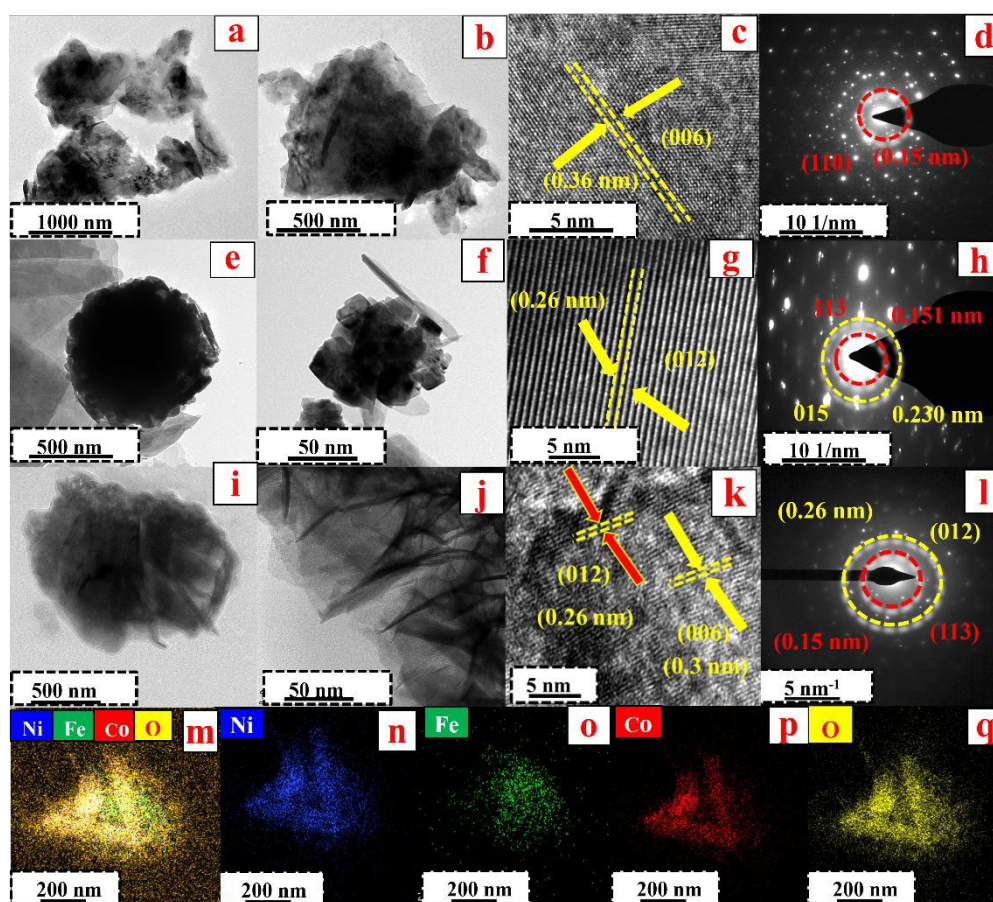 a
b
c
d
(006)
(0.36 nm)
(110)
(0.15 nm)
1000 nm
500 nm
5 nm
10 1/nm
e
f
g
h
(0.26 nm)
(012)
113
0.151 nm
015
0.230 nm
500 nm
50 nm
5 nm
10 1/nm
i
j
k
l
(012)
(0.26 nm)
(006)
(0.3 nm)
(0.26 nm)
(012)
(0.15 nm)
(113)
500 nm
50 nm
5 nm
5 nm⁻¹
Ni Fe Co O m
Ni n
Fe o
Co p
O q
200 nm
200 nm
200 nm
200 nm
200 nm